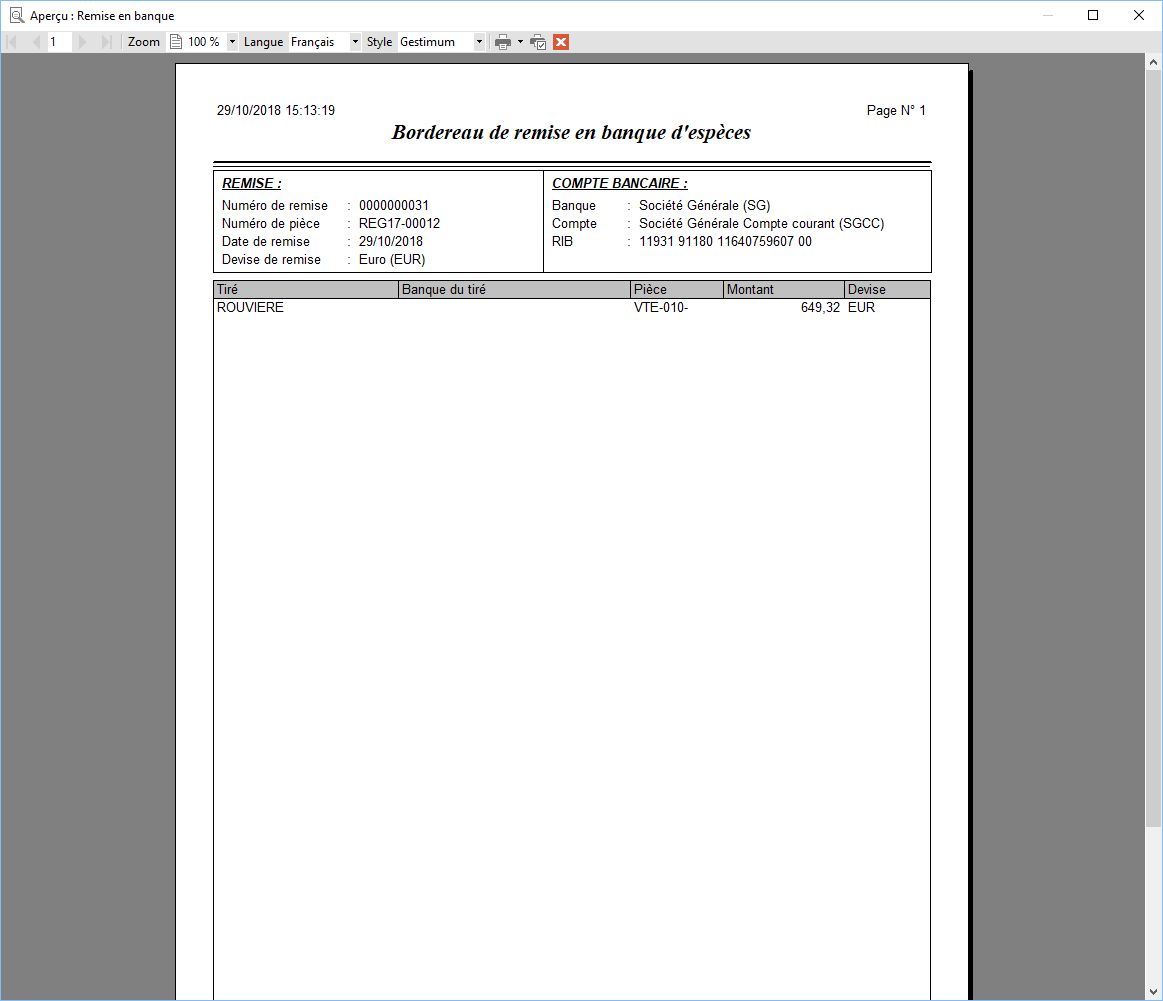 Aperçu : Remise en banque
1 Zoom 100 % Langue Français Style Gestimum
29/10/2018 15:13:19 Page N° 1
Bordereau de remise en banque d'espèces
REMISE : COMPTE BANCAIRE :
Numéro de remise : 0000000031 Banque : Société Générale (SG)
Numéro de pièce : REG17-00012 Compte : Société Générale Compte courant (SGCC)
Date de remise : 29/10/2018 RIB : 11931 91180 11640759607 00
Devise de remise : Euro (EUR)
Tiré Banque du tiré Pièce Montant Devise
ROUVIERE VTE-010- 649,32 EUR